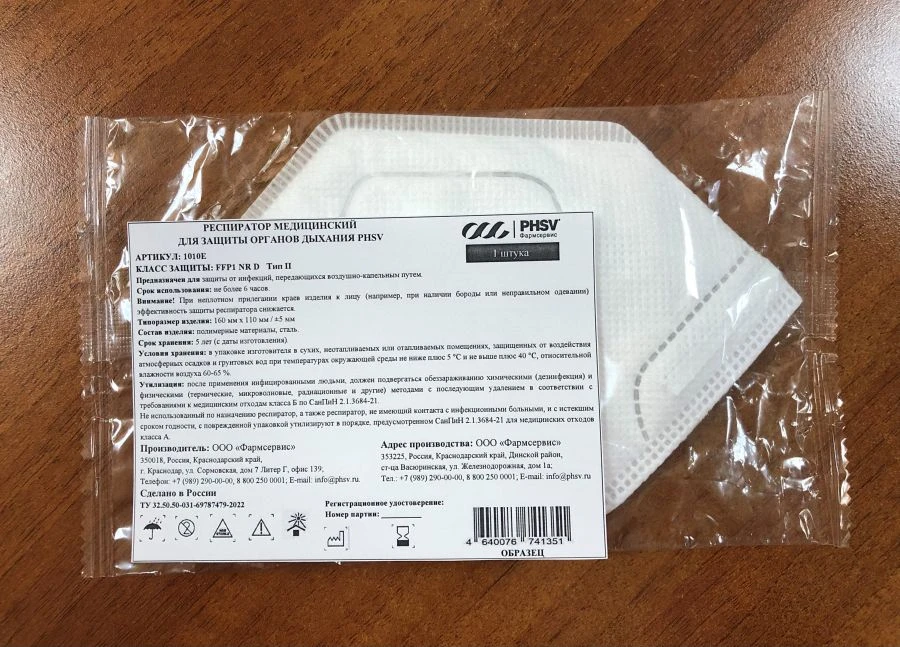 РЕСПИРАТОР МЕДИЦИНСКИЙ
ДЛЯ ЗАЩИТЫ ОРГАНОВ ДЫХАНИЯ PHSV
PHSV
Фармсервис
1 штука
АРТИКУЛ: 1010E
КЛАСС ЗАЩИТЫ: FFP1 NR D Тип II
Предназначен для защиты от инфекций, передающихся воздушно-капельным путем.
Срок использования: не более 6 часов.
Внимание! При неплотном прилегании краев изделия к лицу (например, при наличии бороды или неправильном одевании)
эффективность защиты респиратора снижается.
Типоразмер изделия: 160 мм х 110 мм / ±5 мм
Состав изделия: полимерные материалы, сталь.
Срок хранения: 5 лет (с даты изготовления).
Условия хранения: в упаковке изготовителя в сухих, неотапливаемых или отапливаемых помещениях, защищенных от воздействия
атмосферных осадков и грунтовых вод при температурах окружающей среды не ниже плюс 5 °С и не выше плюс 40 °С, относительной
влажности воздуха 60-65 %.
Утилизация: после применения инфицированными людьми, должен подвергаться обеззараживанию химическими (дезинфекция) и
физическими (термические, микроволновые, радиационные и другие) методами с последующим удалением в соответствии с
требованиями к медицинским отходам класса Б по СанПиН 2.1.3684-21.
Не использованный по назначению респиратор, а также респиратор, не имеющий контакта с инфекционными больными, и с истекшим
сроком годности, с поврежденной упаковкой утилизируют в порядке, предусмотренном СанПиН 2.1.3684-21 для медицинских отходов
класса А.
Производитель: ООО «Фармсервис»
350018, Россия, Краснодарский край,
г. Краснодар, ул. Сормовская, дом 7 Литер Г, офис 139,
Телефон: +7 (989) 290-00-00, 8 800 250 0001; E-mail: info@phsv.ru.
Адрес производства: ООО «Фармсервис»
353225, Россия, Краснодарский край, Динской район,
ст-ца Васюринская, ул. Железнодорожная, дом 1а;
Тел.: +7 (989) 290-00-00, 8 800 250 0001; E-mail: info@phsv.ru
Сделано в России
ТУ 32.50.50-031-69787479-2022
Регистрационное удостоверение:
Номер партии:
4 640076 741351
ОБРАЗЕЦ